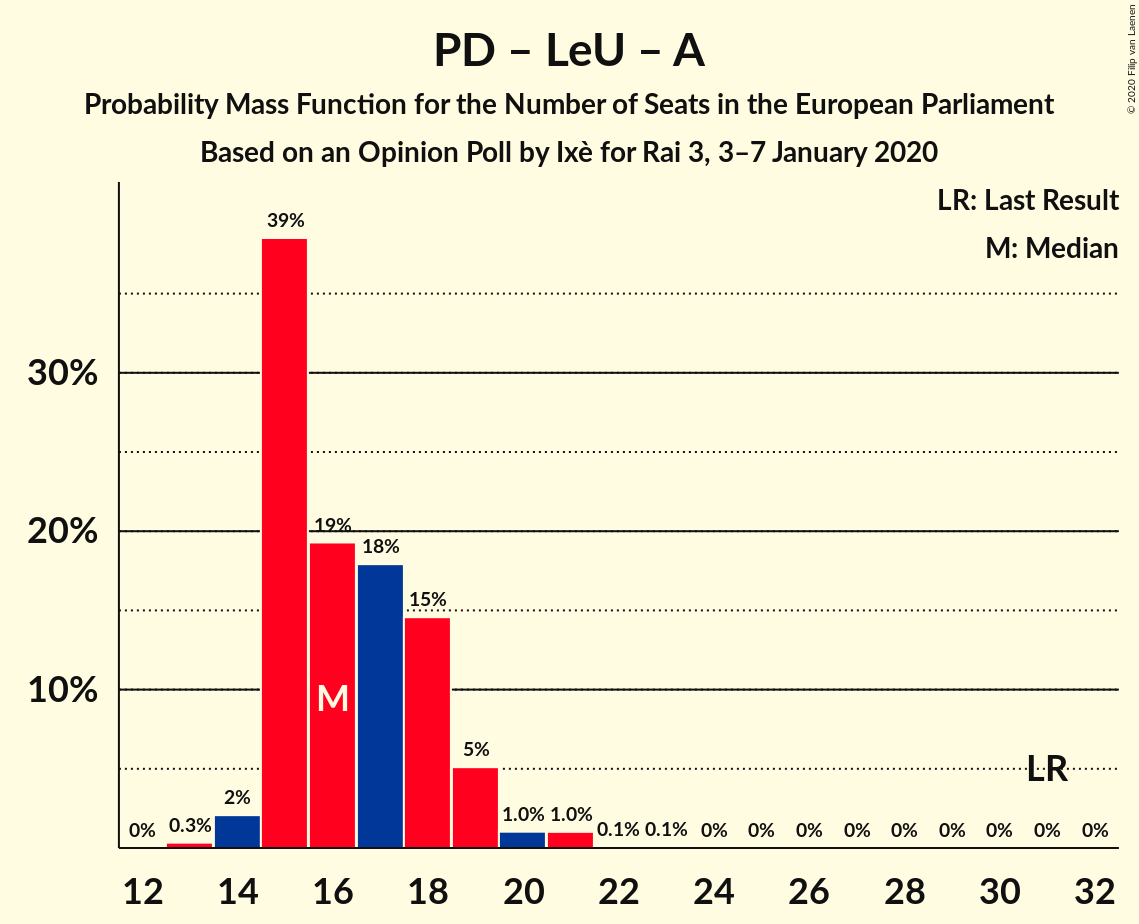 PD – LeU – A
Probability Mass Function for the Number of Seats in the European Parliament
Based on an Opinion Poll by Ixè for Rai 3, 3–7 January 2020
© 2020 Filip van Laenen
LR: Last Result
M: Median
39%
30%
20%
19%
18%
15%
10%
M
5%
LR
2%
0% 0.3% 1.0% 1.0% 0.1% 0.1% 0% 0% 0% 0% 0% 0% 0% 0% 0%
12 14 16 18 20 22 24 26 28 30 32